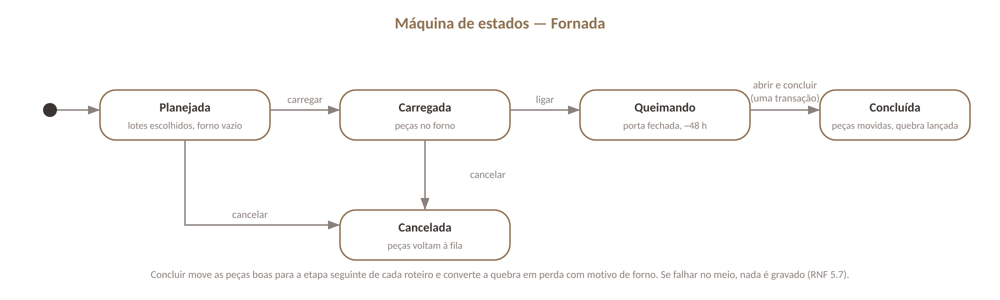 Máquina de estados — Fornada
abrir e concluir
(uma transação)
carregar
ligar
Planejada
lotes escolhidos, forno vazio
Carregada
peças no forno
Queimando
porta fechada, ~48 h
Concluída
peças movidas, quebra lançada
cancelar
cancelar
Cancelada
peças voltam à fila
Concluir move as peças boas para a etapa seguinte de cada roteiro e converte a quebra em perda com motivo de forno. Se falhar no meio, nada é gravado (RNF 5.7).